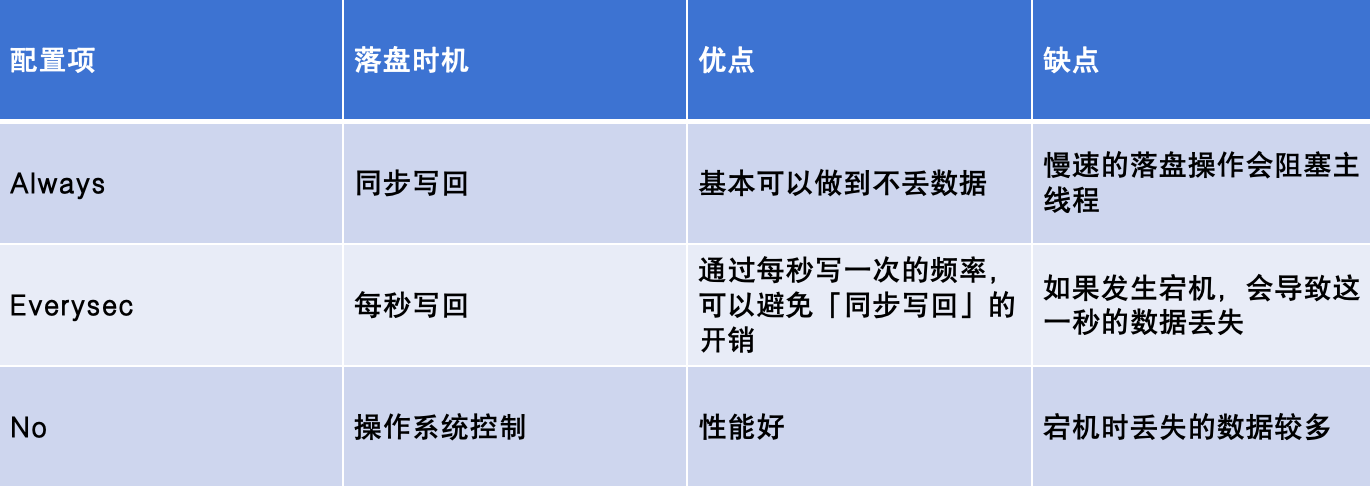 配置项
落盘时机
优点
缺点
Always
同步写回
基本可以做到不丢数据
慢速的落盘操作会阻塞主
线程
Everysec
每秒写回
通过每秒写一次的频率，
可以避免「同步写回」的
开销
如果发生宕机，会导致这
一秒的数据丢失
No
操作系统控制
性能好
宕机时丢失的数据较多